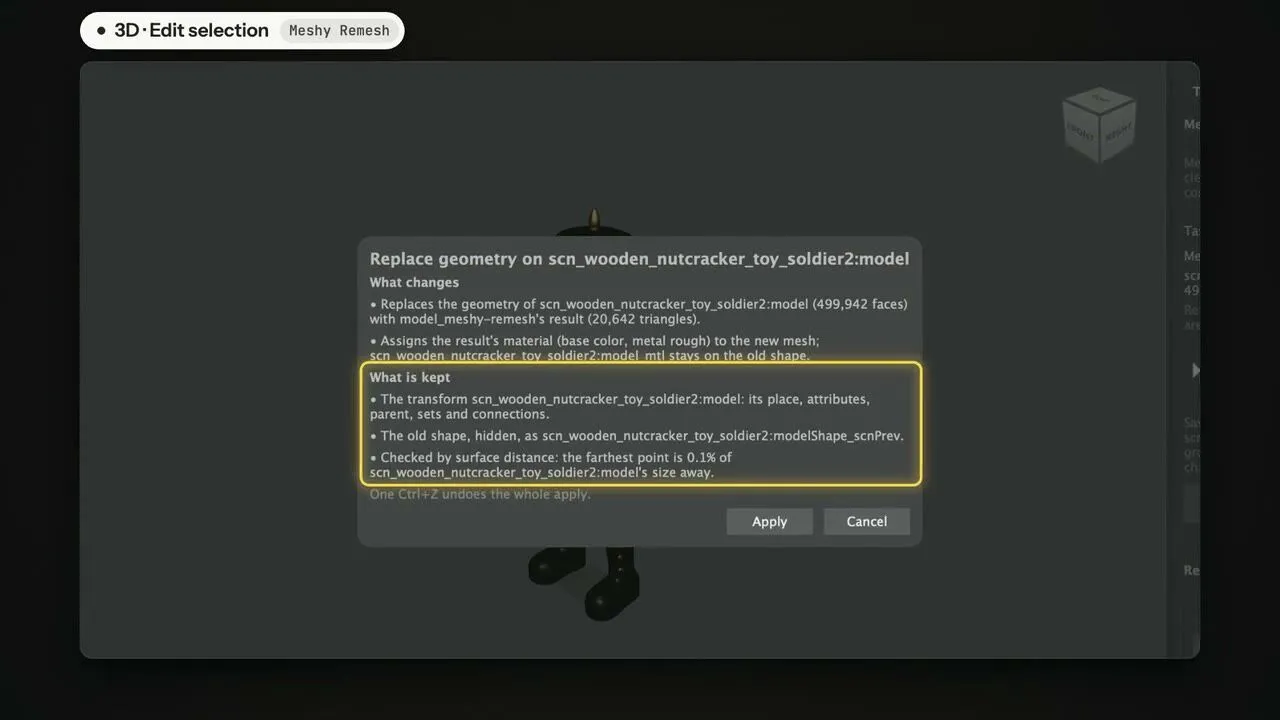 3D · Edit selection Meshy Remesh
FRONT RIGHT
Replace geometry on scn_wooden_nutcracker_toy_soldier2:model
What changes
• Replaces the geometry of scn_wooden_nutcracker_toy_soldier2:model (499,942 faces)
with model_meshy-remesh's result (20,642 triangles).
• Assigns the result's material (base color, metal rough) to the new mesh;
scn_wooden_nutcracker_toy_soldier2:model_mtl stays on the old shape.
What is kept
• The transform scn_wooden_nutcracker_toy_soldier2:model: its place, attributes,
parent, sets and connections.
• The old shape, hidden, as scn_wooden_nutcracker_toy_soldier2:modelShape_scnPrev.
• Checked by surface distance: the farthest point is 0.1% of
scn_wooden_nutcracker_toy_soldier2:model's size away.
One Ctrl+Z undoes the whole apply.
Apply Cancel